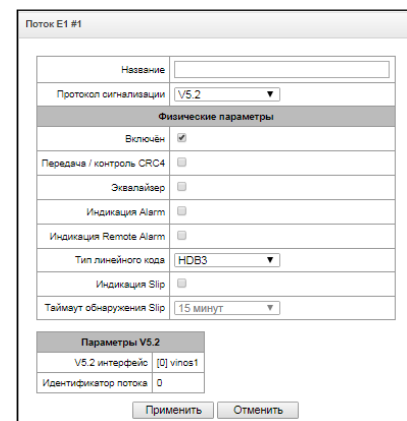 Поток E1 #1
Название
Протокол сигнализации V5.2
Физические параметры
Включён
Передача / контроль CRC4
Эквалайзер
Индикация Alarm
Индикация Remote Alarm
Тип линейного кода HDB3
Индикация Slip
Таймаут обнаружения Slip 15 минут
Параметры V5.2
V5.2 интерфейс [0] vinos1
Идентификатор потока 0
Применить Отменить